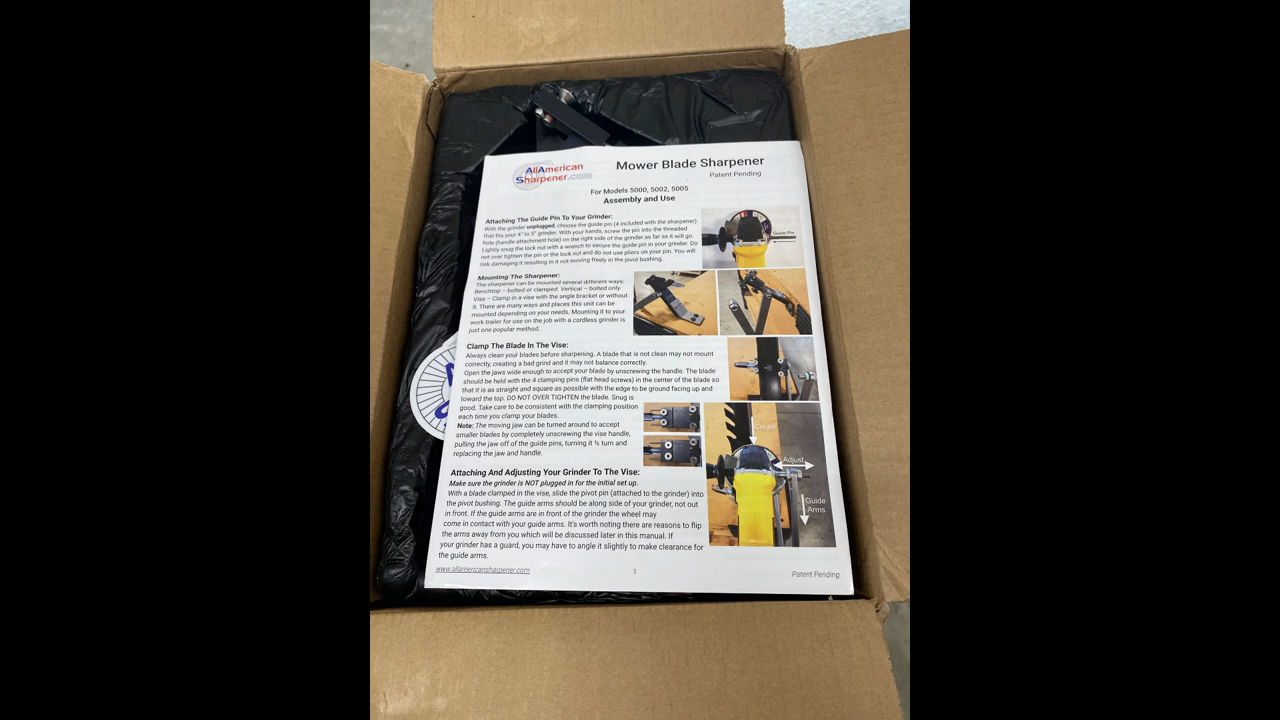 AllAmerican
Sharpener.com
Mower Blade Sharpener
Patent Pending
For Models 5000, 5002, 5005
Assembly and Use
Attaching The Guide Pin To Your Grinder:
With the grinder unplugged, choose the guide pin (4 included with the sharpener)
that fits your 4" to 5" grinder. With your hands, screw the pin into the threaded
hole (handle attachment hole) on the right side of the grinder as far as it will go.
Lightly snug the lock nut with a wrench to secure the guide pin in your grinder. Do
not over tighten the pin or the lock nut and do not use pliers on your pin. You will
risk damaging it resulting in it not moving freely in the pivot bushing.
Guide Pin
Mounting The Sharpener:
The sharpener can be mounted several different ways:
Benchtop – bolted or clamped. Vertical – bolted only.
Vise – Clamp in a vise with the angle bracket or without
it. There are many ways and places this unit can be
mounted depending on your needs. Mounting it to your
work trailer for use on the job with a cordless grinder is
just one popular method.
Clamp The Blade In The Vise:
Always clean your blades before sharpening. A blade that is not clean may not mount
correctly, creating a bad grind and it may not balance correctly.
Open the jaws wide enough to accept your blade by unscrewing the handle. The blade
should be held with the 4 clamping pins (flat head screws) in the center of the blade so
that it is as straight and square as possible with the edge to be ground facing up and
toward the top. DO NOT OVER TIGHTEN the blade. Snug is
good. Take care to be consistent with the clamping position
each time you clamp your blades.
Note: The moving jaw can be turned around to accept
smaller blades by completely unscrewing the vise handle,
pulling the jaw off of the guide pins, turning it ½ turn and
replacing the jaw and handle.
Center
Adjust
Guide
Arms
Attaching And Adjusting Your Grinder To The Vise:
Make sure the grinder is NOT plugged in for the initial set up.
With a blade clamped in the vise, slide the pivot pin (attached to the grinder) into
the pivot bushing. The guide arms should be along side of your grinder, not out
in front. If the guide arms are in front of the grinder the wheel may
come in contact with your guide arms. It's worth noting there are reasons to flip
the arms away from you which will be discussed later in this manual. If
your grinder has a guard, you may have to angle it slightly to make clearance for
the guide arms.
www.allamericansharpener.com
1
Patent Pending